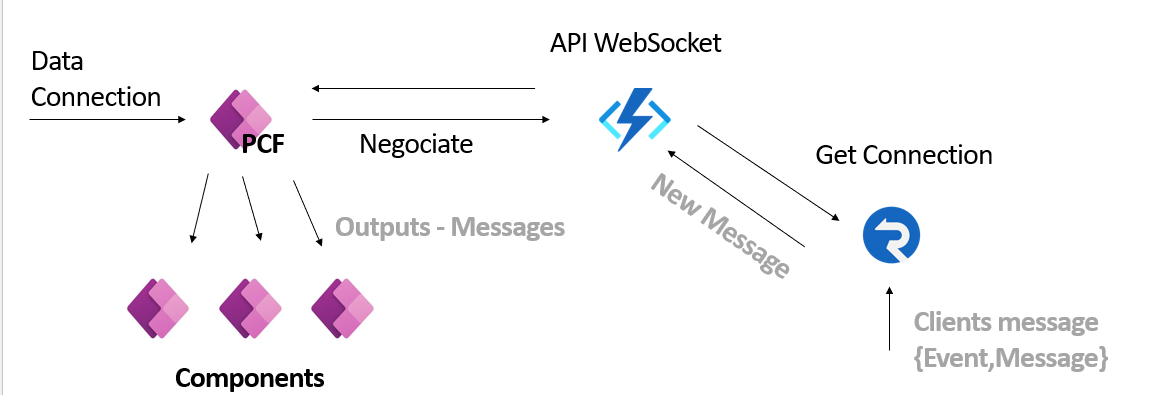 API WebSocket
Data
Connection
PCF
Negociate
Get Connection
New Message
Outputs - Messages
Clients message
{Event,Message}
Components